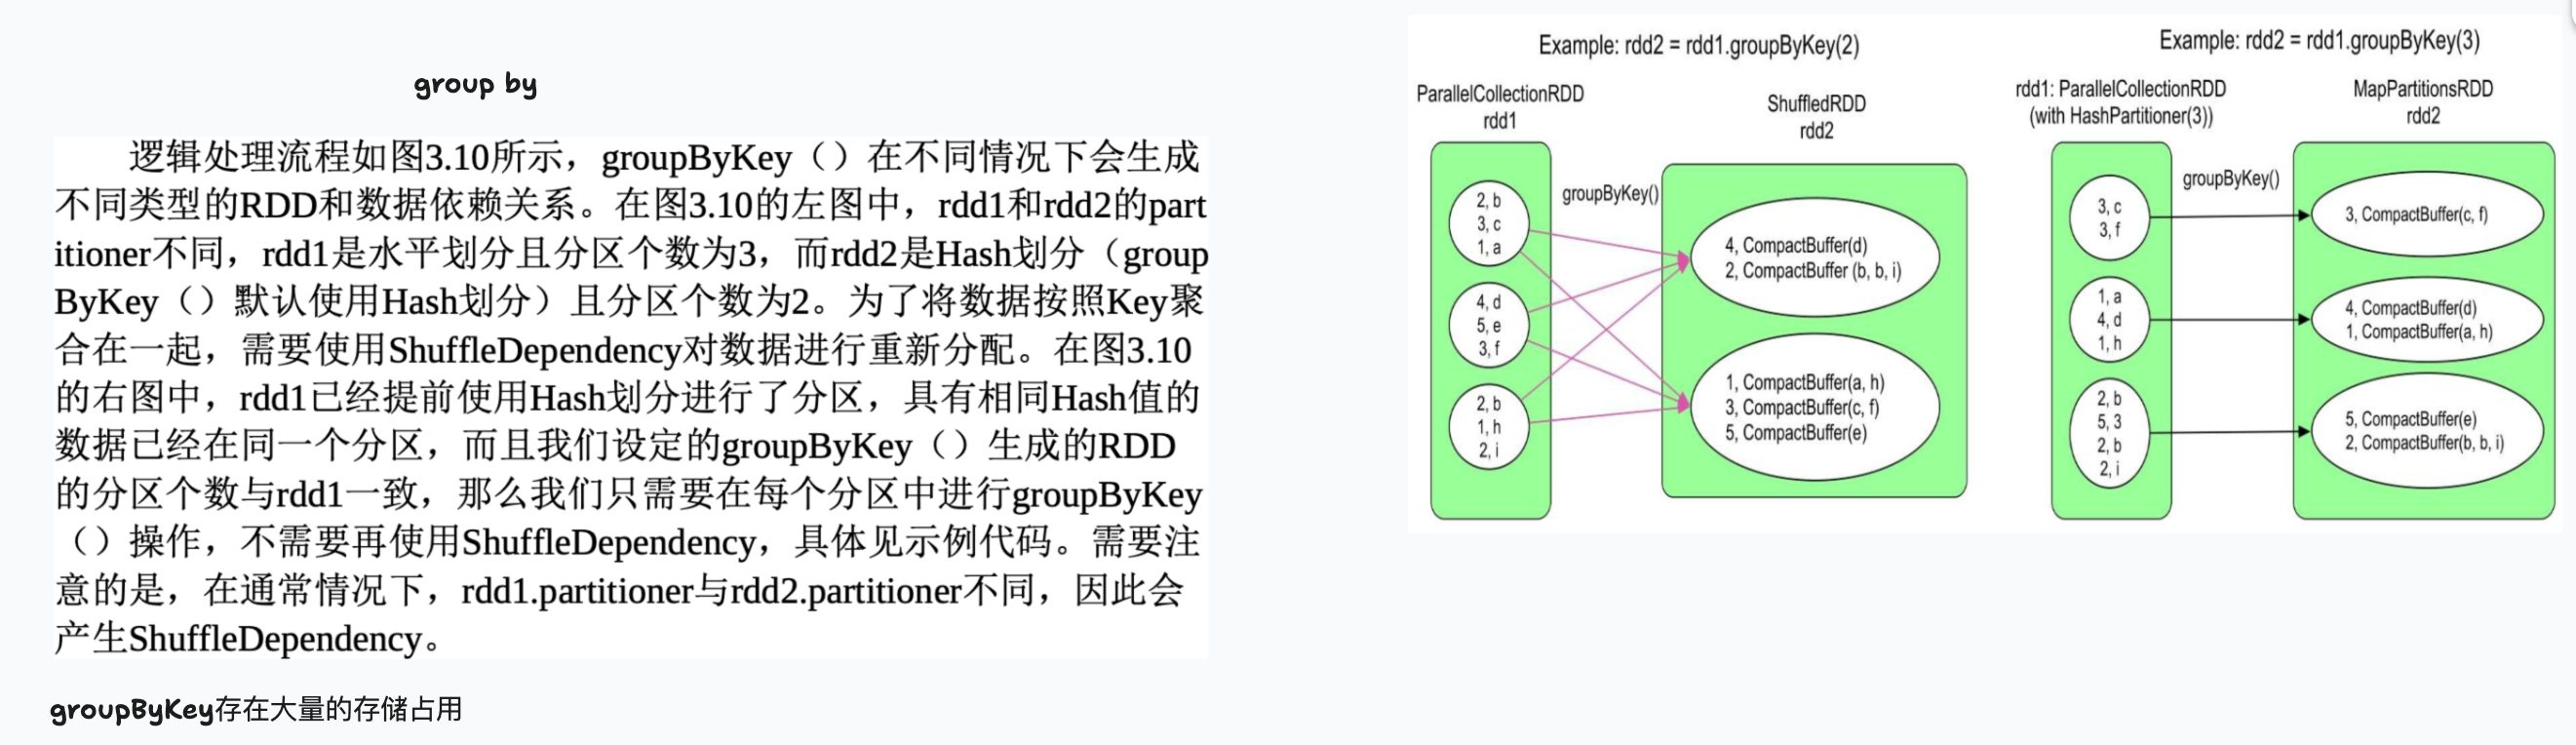 group by
逻辑处理流程如图3.10所示，groupByKey（）在不同情况下会生成
不同类型的RDD和数据依赖关系。在图3.10的左图中，rdd1和rdd2的part
itioner不同，rdd1是水平划分且分区个数为3，而rdd2是Hash划分（group
ByKey（）默认使用Hash划分）且分区个数为2。为了将数据按照Key聚
合在一起，需要使用ShuffleDependency对数据进行重新分配。在图3.10
的右图中，rdd1已经提前使用Hash划分进行了分区，具有相同Hash值的
数据已经在同一个分区，而且我们设定的groupByKey（）生成的RDD
的分区个数与rdd1一致，那么我们只需要在每个分区中进行groupByKey
（）操作，不需要再使用ShuffleDependency，具体见示例代码。需要注
意的是，在通常情况下，rdd1.partitioner与rdd2.partitioner不同，因此会
产生ShuffleDependency。
groupByKey存在大量的存储占用
Example: rdd2 = rdd1.groupByKey(2)
ParallelCollectionRDD
rdd1
ShuffledRDD
rdd2
groupByKey()
2, b
3, c
1, a
4, d
5, e
3, f
2, b
1, h
2, i
4, CompactBuffer(d)
2, CompactBuffer (b, b, i)
1, CompactBuffer(a, h)
3, CompactBuffer(c, f)
5, CompactBuffer(e)
Example: rdd2 = rdd1.groupByKey(3)
rdd1: ParallelCollectionRDD
(with HashPartitioner(3))
MapPartitionsRDD
rdd2
groupByKey()
3, c
3, f
1, a
4, d
1, h
2, b
5, 3
2, b
2, i
3, CompactBuffer(c, f)
4, CompactBuffer(d)
1, CompactBuffer(a, h)
5, CompactBuffer(e)
2, CompactBuffer(b, b, i)